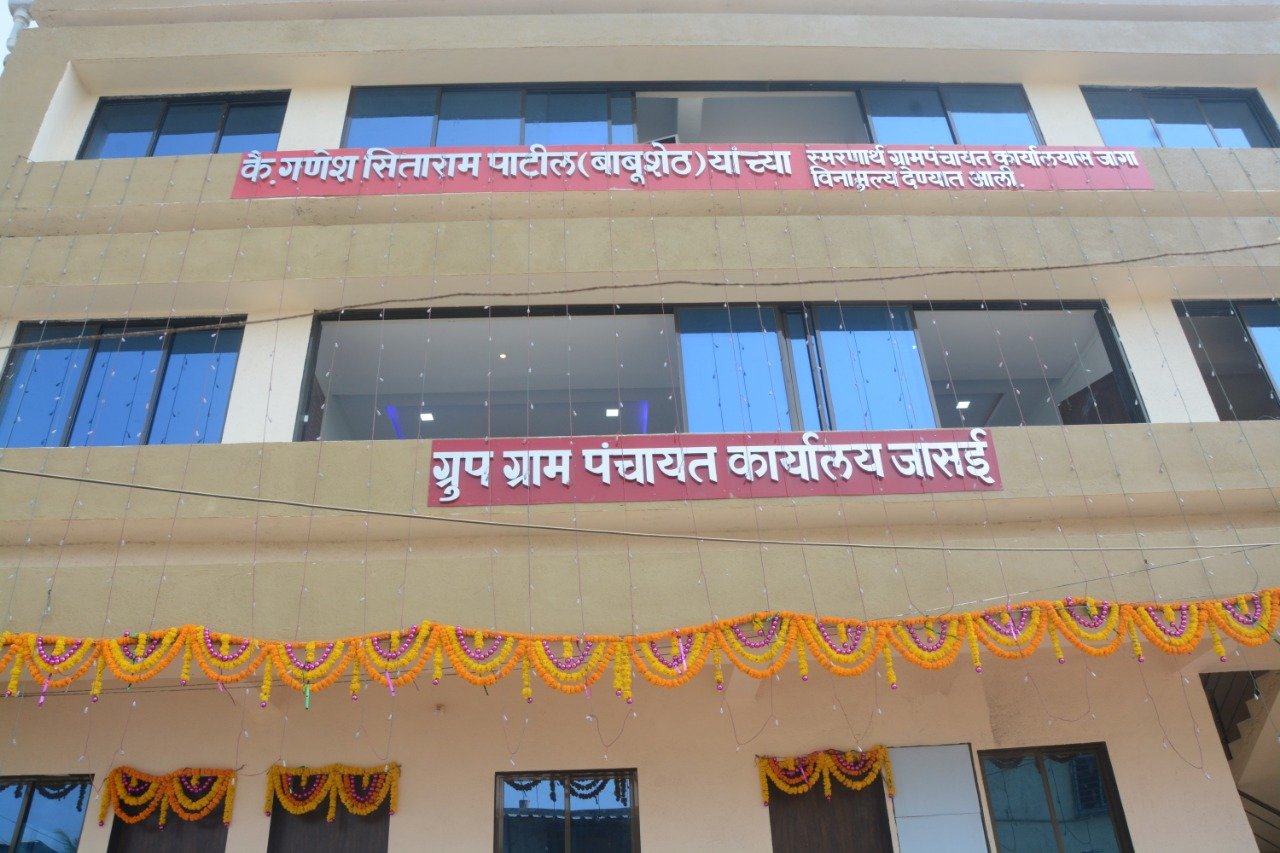 कै.गणेश सिताराम पाटील(बाबूशेठ)यांच्या
स्मरणार्थ ग्रामपंचायत कार्यालयास जागा
विनामुल्य देण्यात आली.
ग्रुप ग्राम पंचायत कार्यालय जासई